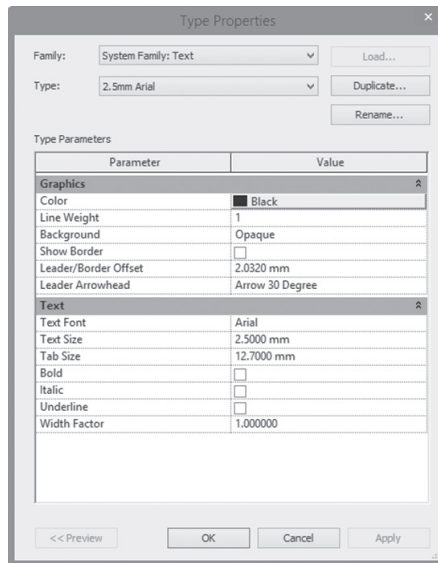 Type Properties
Family: System Family: Text Load...
Type: 2.5mm Arial Duplicate...
Rename...
Type Parameters
Parameter Value
Graphics
Color Black
Line Weight 1
Background Opaque
Show Border
Leader/Border Offset 2.0320 mm
Leader Arrowhead Arrow 30 Degree
Text
Text Font Arial
Text Size 2.5000 mm
Tab Size 12.7000 mm
Bold
Italic
Underline
Width Factor 1.000000
<< Preview OK Cancel Apply